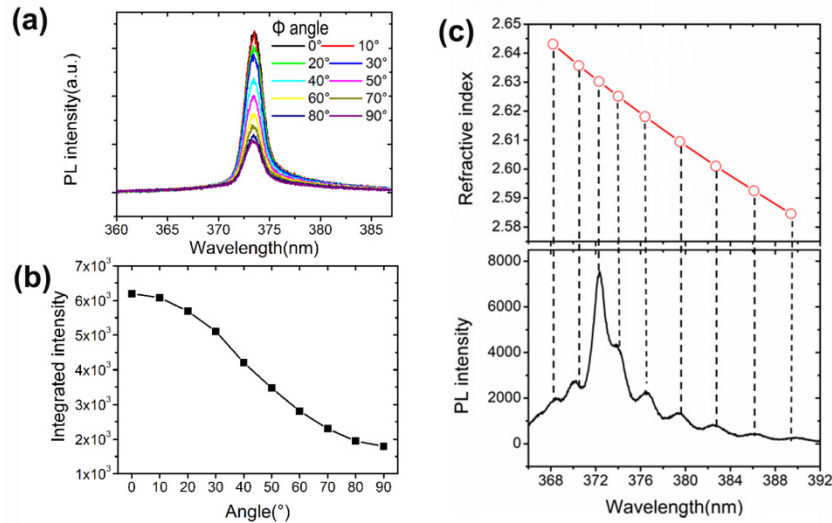 (a)
Φ angle
0° 10°
20° 30°
40° 50°
60° 70°
80° 90°
PL intensity(a.u.)
360 365 370 375 380 385
Wavelength(nm)
(b)
7x10³
6x10³
5x10³
4x10³
3x10³
2x10³
1x10³
Integrated intensity
0 10 20 30 40 50 60 70 80 90
Angle(°)
(c)
2.65
2.64
2.63
2.62
2.61
2.60
2.59
2.58
Refractive index
8000
6000
4000
2000
0
PL intensity
368 372 376 380 384 388 392
Wavelength(nm)